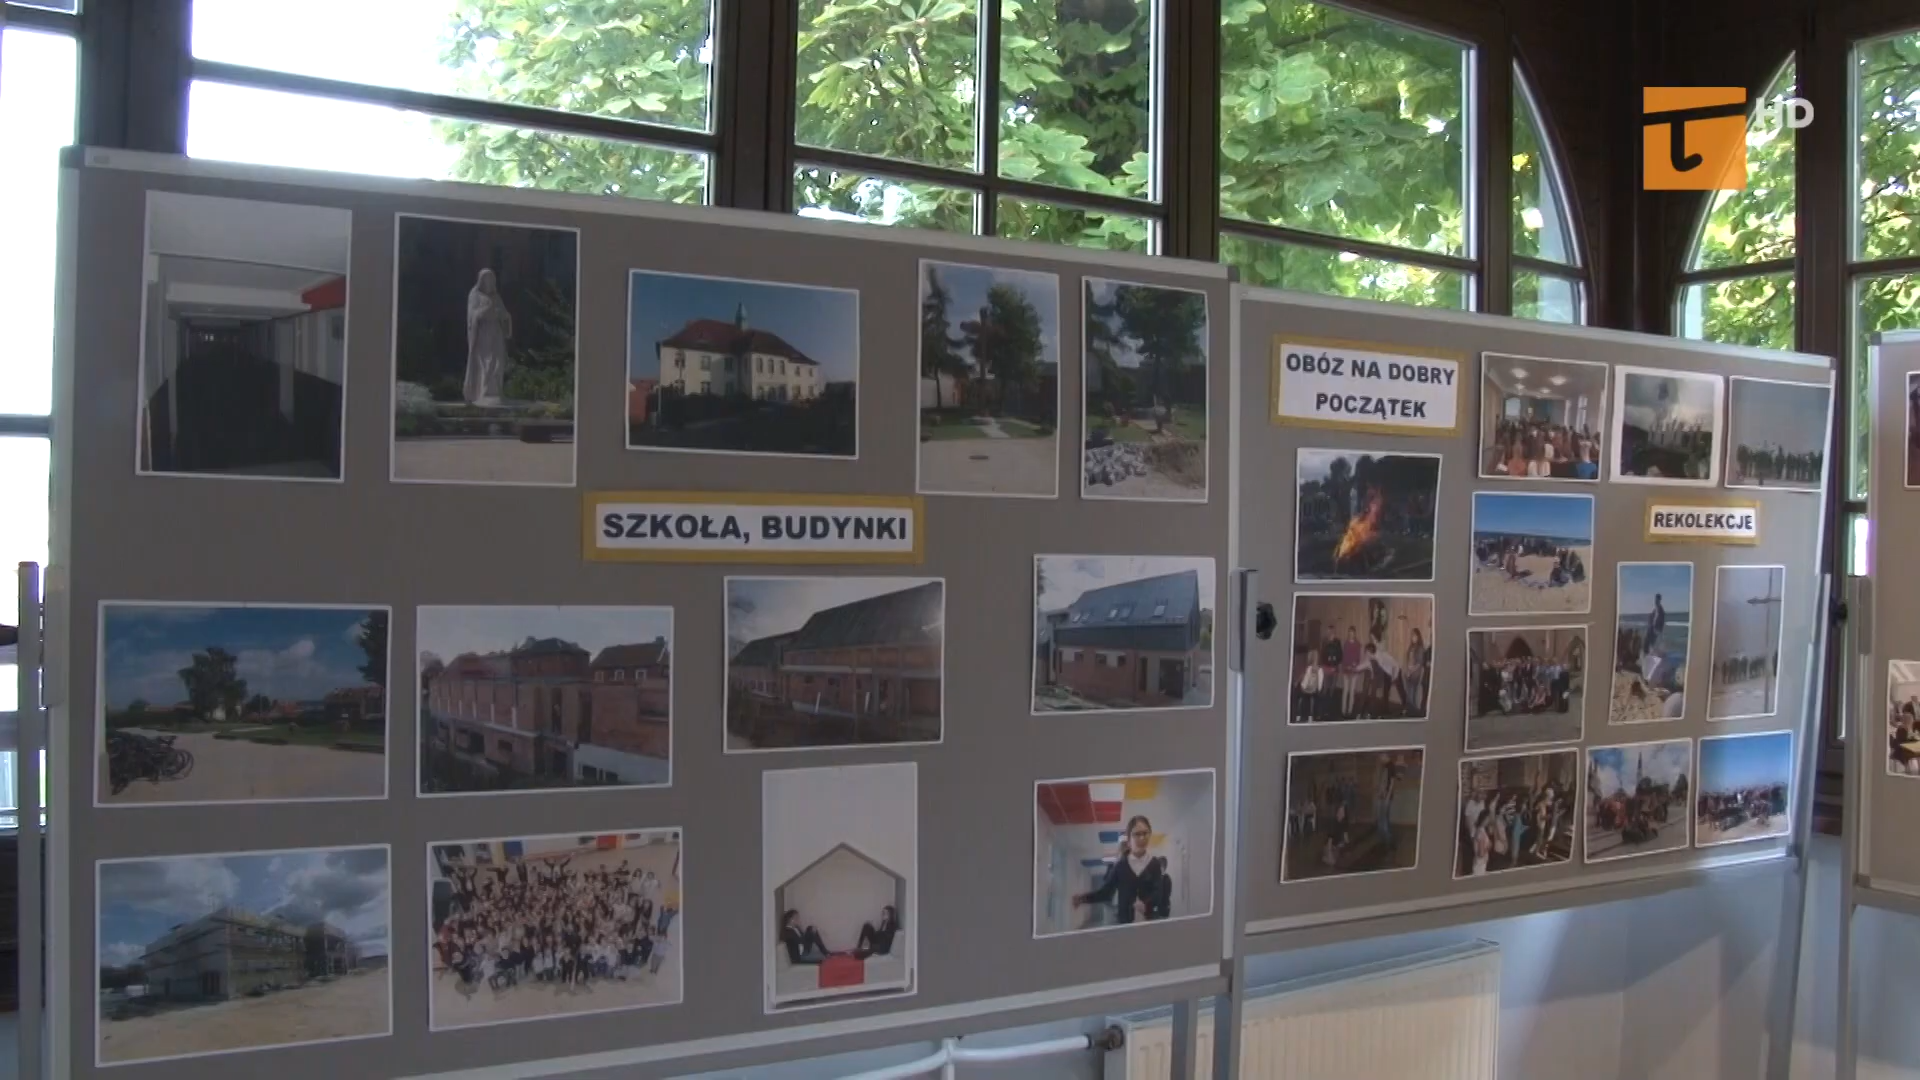 HD
OBÓZ NA DOBRY
POCZĄTEK
SZKOŁA, BUDYNKI
REKOLEKCJE